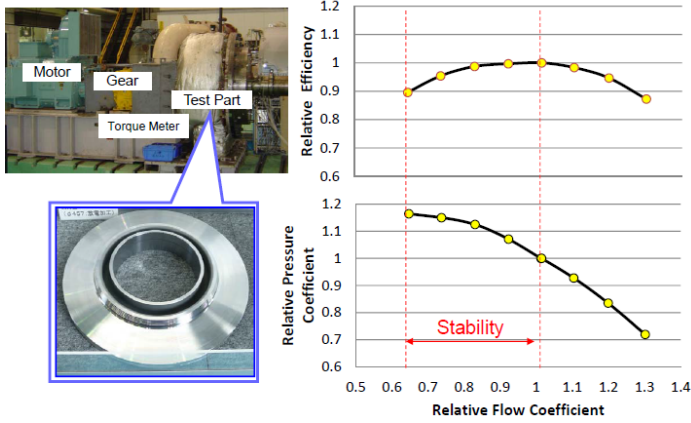 Motor
Gear
Test Part
Torque Meter
Relative Efficiency
1.2
1.1
1
0.9
0.8
0.7
0.6
Relative Pressure
Coefficient
1.2
1.1
1
0.9
0.8
0.7
0.6
Stability
0.5 0.6 0.7 0.8 0.9 1 1.1 1.2 1.3 1.4
Relative Flow Coefficient